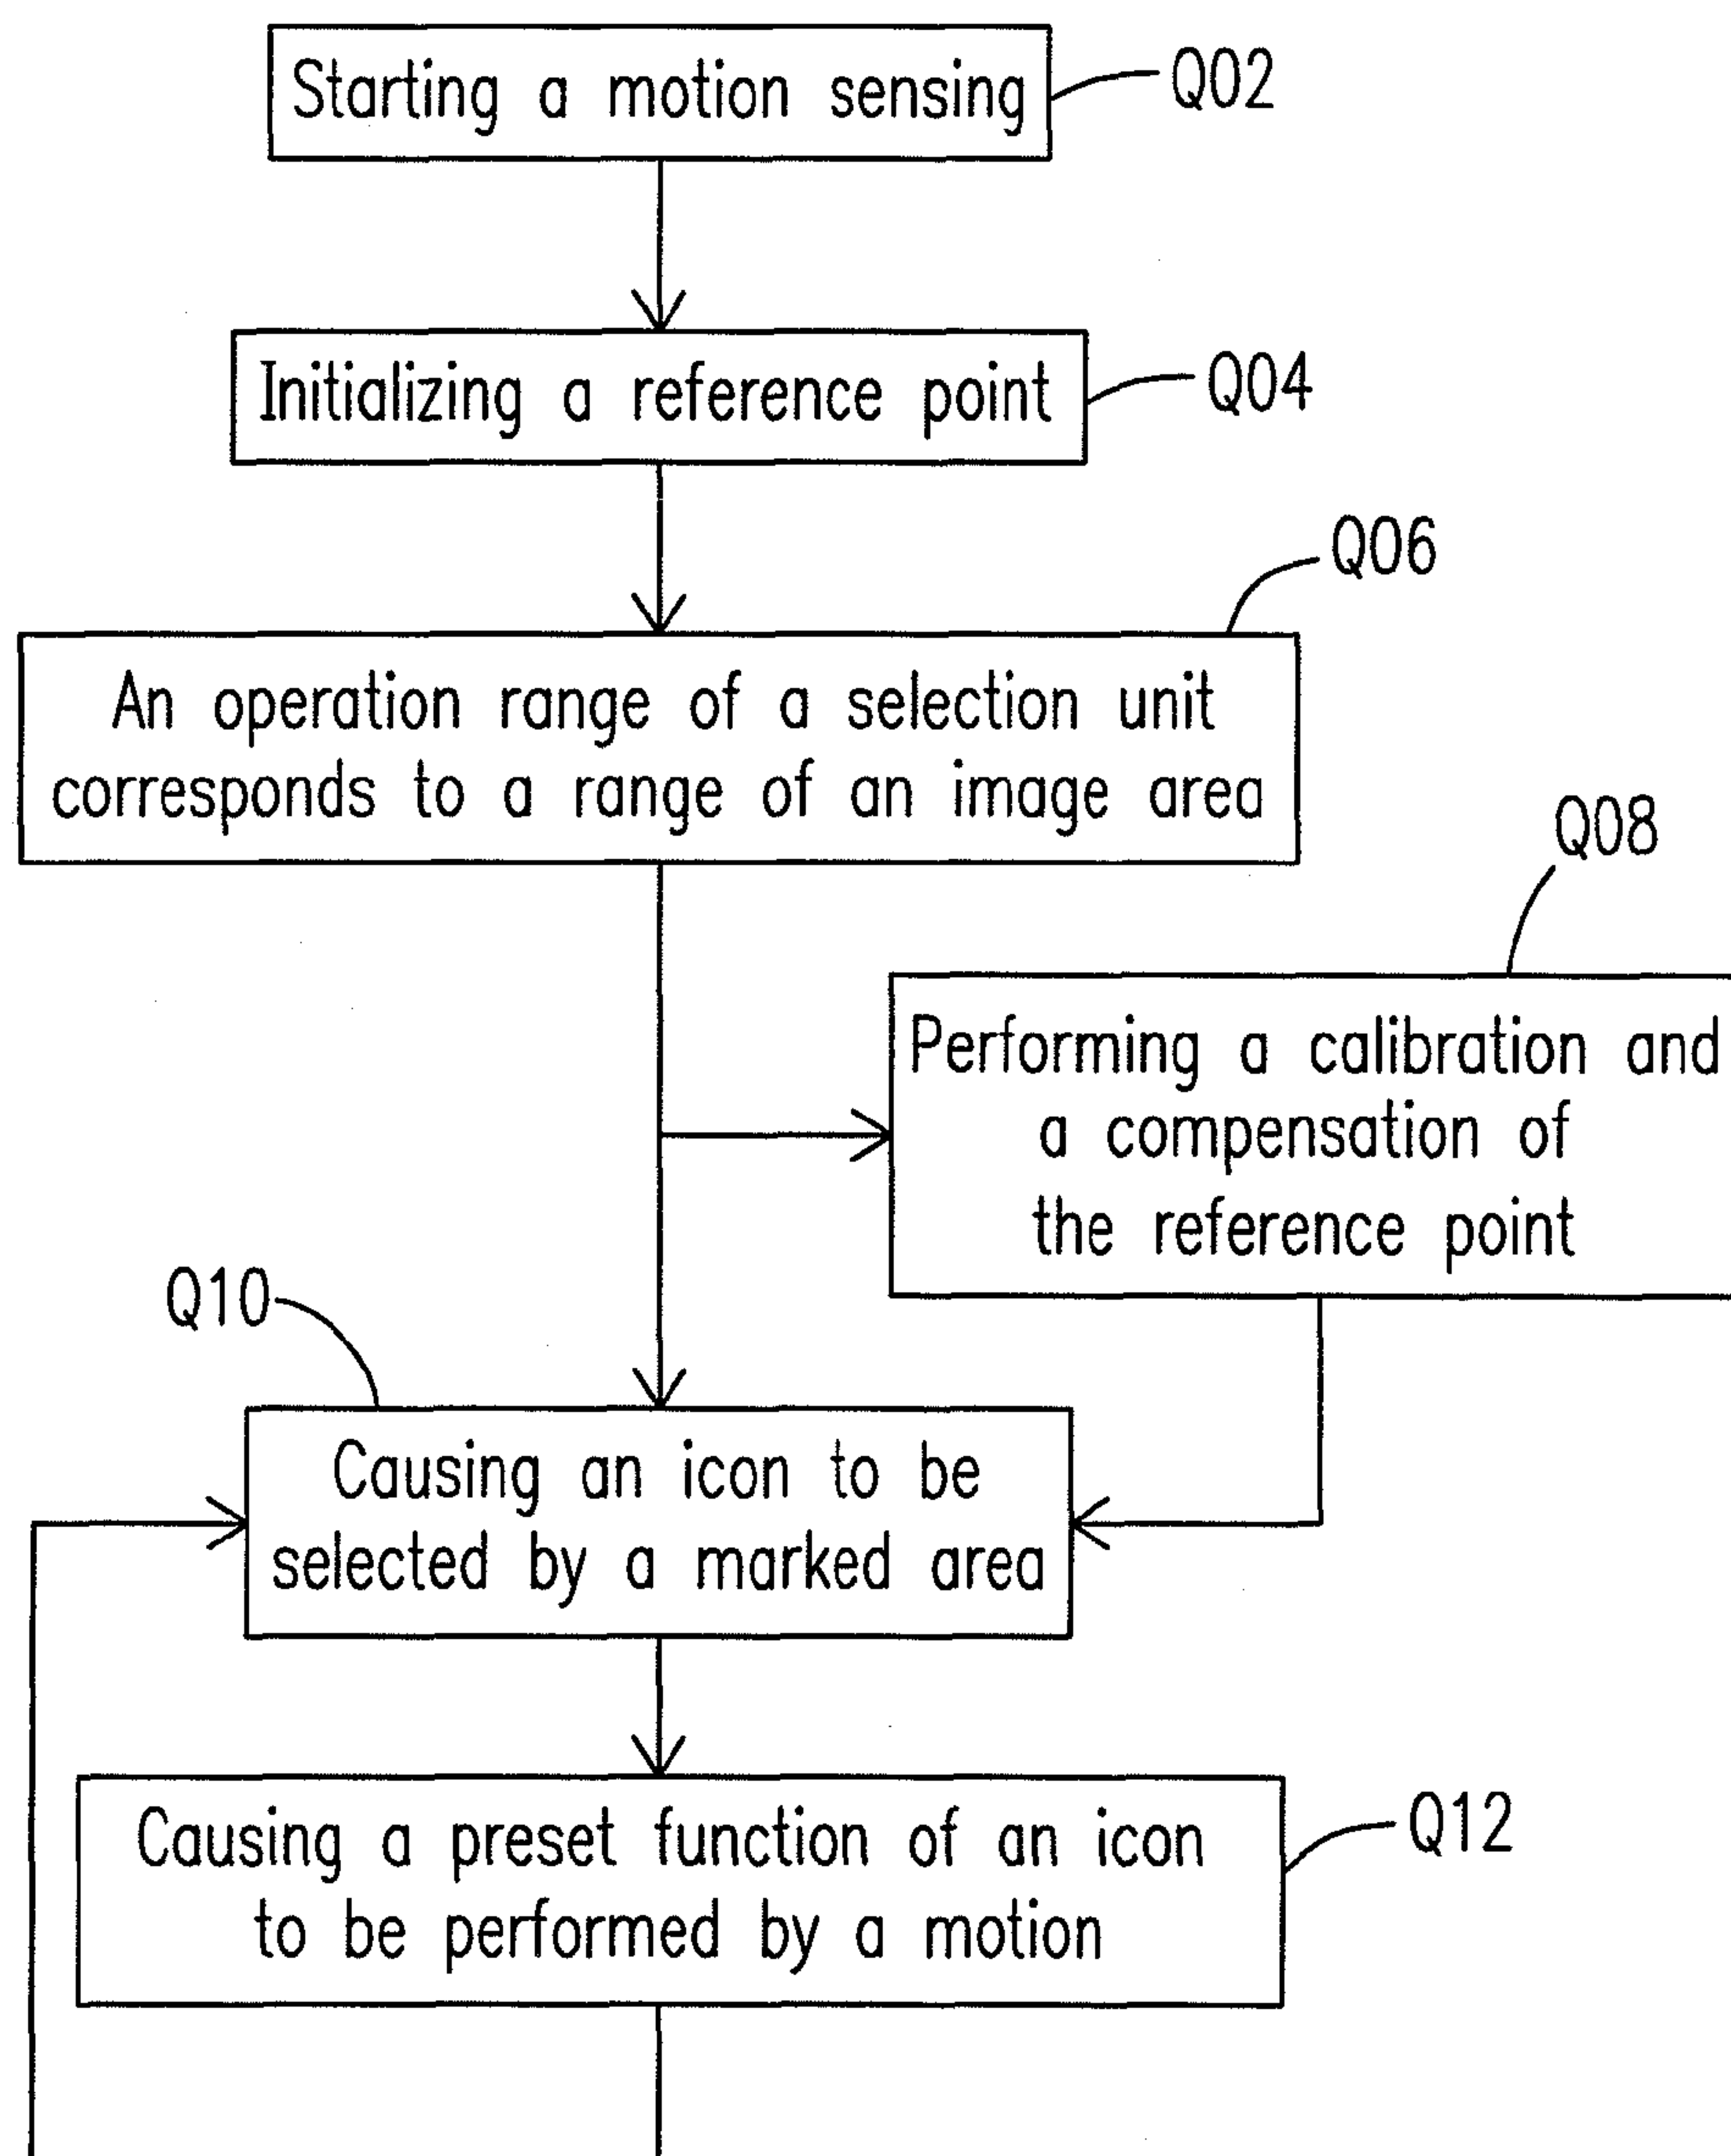 Starting a motion sensing
Q02
Initializing a reference point
Q04
Q06
An operation range of a selection unit
corresponds to a range of an image area
Q08
Performing a calibration and
a compensation of
the reference point
Q10
Causing an icon to be
selected by a marked area
Causing a preset function of an icon
to be performed by a motion
Q12